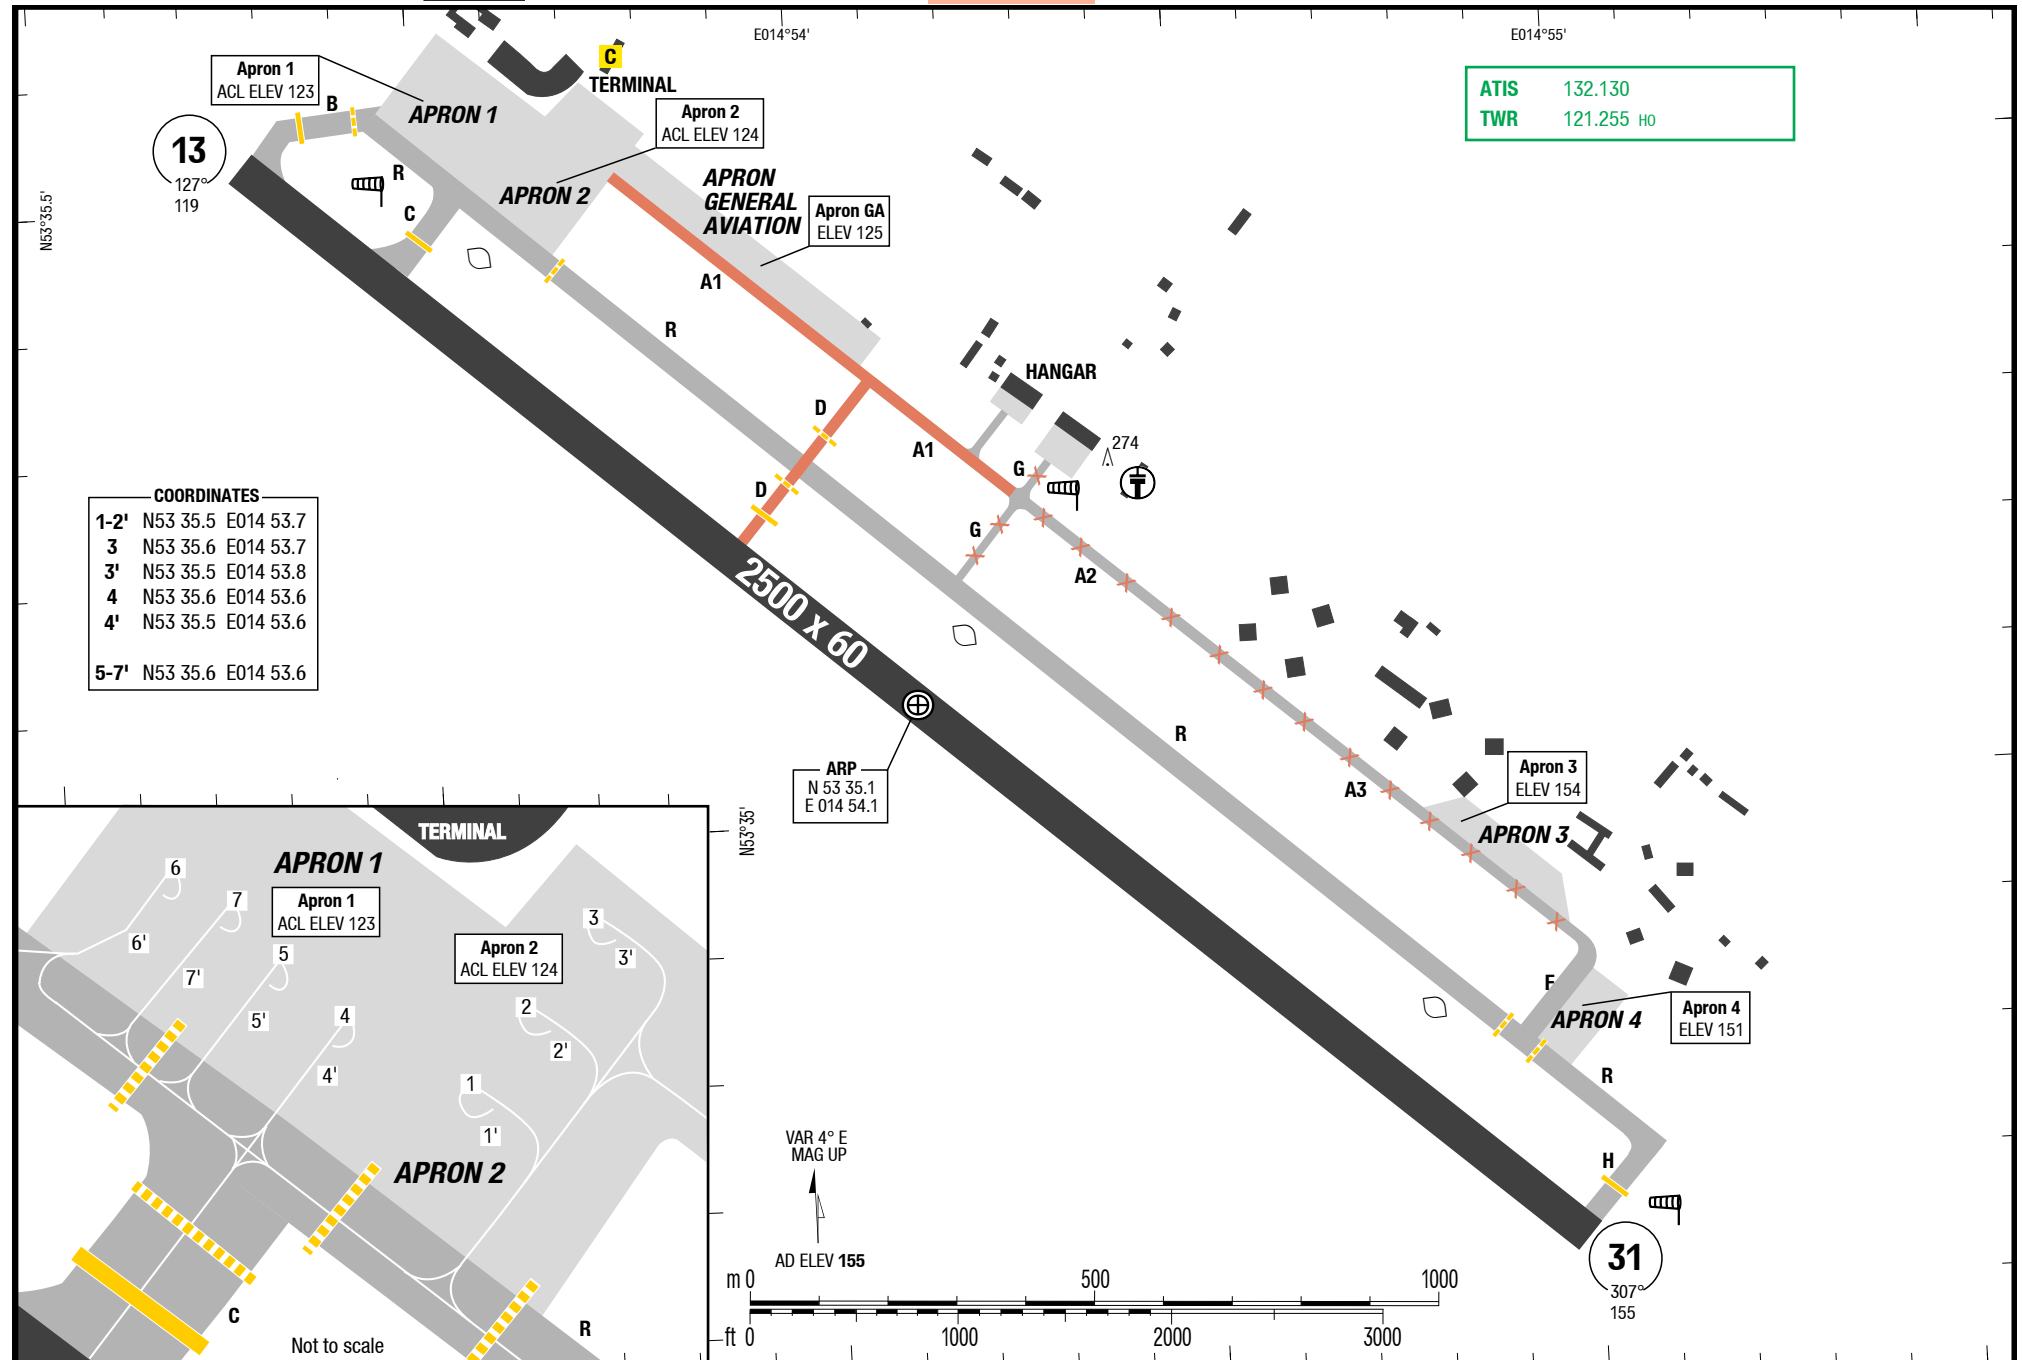 E014°54'
E014°55'
C
TERMINAL
Apron 1
ACL ELEV 123
B
APRON 1
Apron 2
ACL ELEV 124
ATIS 132.130
TWR 121.255 HO
13
127°
119
R
C
APRON 2
APRON
GENERAL
AVIATION
Apron GA
ELEV 125
N53°35.5'
A1
R
HANGAR
D
A1
G
274
T
D
G
COORDINATES
1-2' N53 35.5 E014 53.7
3 N53 35.6 E014 53.7
3' N53 35.5 E014 53.8
4 N53 35.6 E014 53.6
4' N53 35.5 E014 53.6
5-7' N53 35.6 E014 53.6
A2
2500 x 60
R
ARP
N 53 35.1
E 014 54.1
A3
Apron 3
ELEV 154
APRON 3
N53°35'
F
APRON 4
Apron 4
ELEV 151
R
H
31
307°
155
TERMINAL
APRON 1
6
7
Apron 1
ACL ELEV 123
3
6'
5
Apron 2
ACL ELEV 124
3'
7'
2
5'
4
2'
4'
1
1'
APRON 2
C
R
Not to scale
VAR 4° E
MAG UP
AD ELEV 155
m 0 500 1000
ft 0 1000 2000 3000